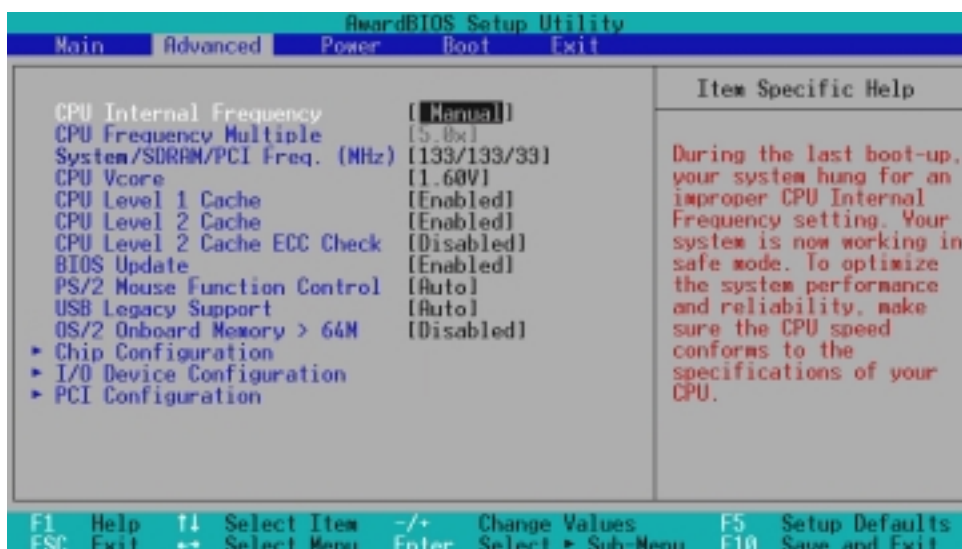 AwardBIOS Setup Utility
Main Advanced Power Boot Exit
Item Specific Help
CPU Internal Frequency [ Manual]
CPU Frequency Multiple [5.0x]
System/SDRAM/PCI Freq. (MHz) [133/133/33]
CPU Vcore [1.60V]
CPU Level 1 Cache [Enabled]
CPU Level 2 Cache [Enabled]
CPU Level 2 Cache ECC Check [Disabled]
BIOS Update [Enabled]
PS/2 Mouse Function Control [Auto]
USB Legacy Support [Auto]
OS/2 Onboard Memory > 64M [Disabled]
► Chip Configuration
► I/O Device Configuration
► PCI Configuration
During the last boot-up,
your system hung for an
improper CPU Internal
Frequency setting. Your
system is now working in
safe mode. To optimize
the system performance
and reliability, make
sure the CPU speed
conforms to the
specifications of your
CPU.
F1 Help ↑↓ Select Item -/+ Change Values F5 Setup Defaults
ESC Exit ←→ Select Menu Enter Select ► Sub-Menu F10 Save and Exit